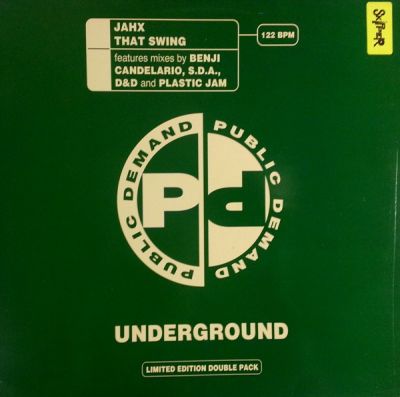 JAHX
THAT SWING
122 BPM
features mixes by BENJI
CANDELARIO, S.D.A.,
D&D and PLASTIC JAM
PUBLIC DEMAND
PUBLIC DEMAND
Pd
UNDERGROUND
LIMITED EDITION DOUBLE PACK